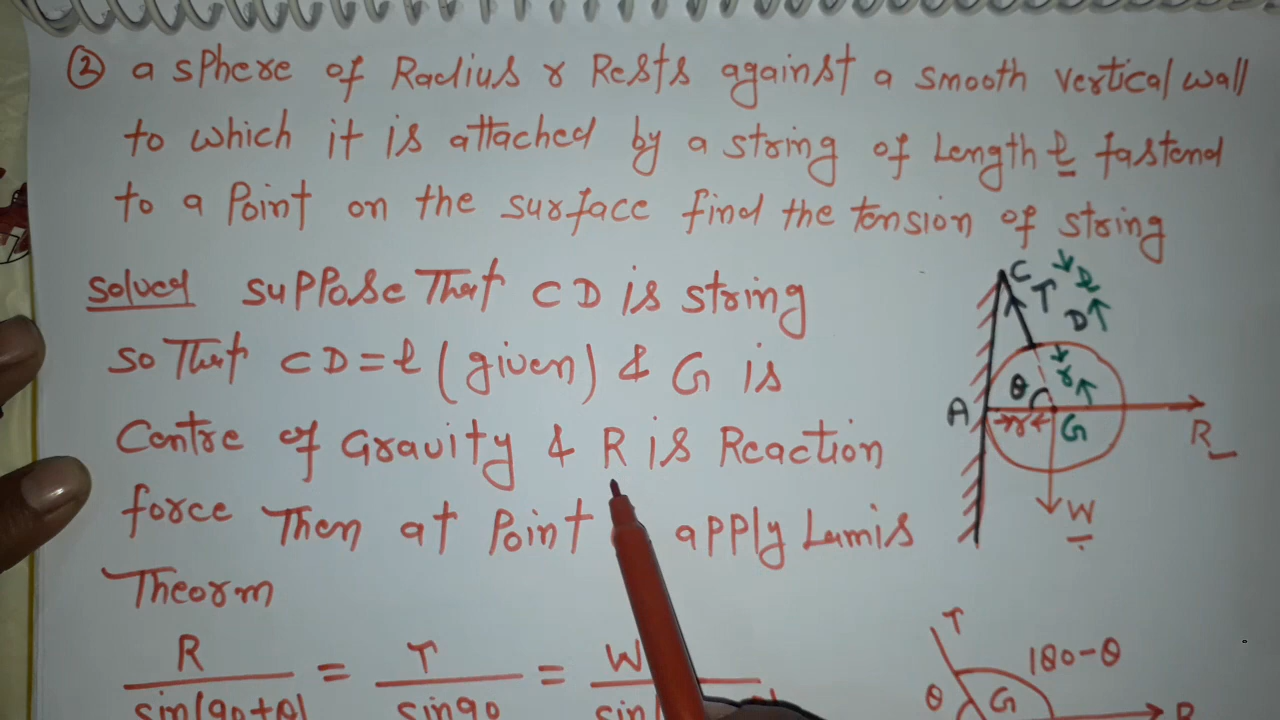 ② a sphere of Radius r Rests against a smooth vertical wall
to which it is attached by a string of Length l fastend
to a Point on the surface find the tension of string
solved suppose That CD is string
so That CD = l (given) & G is
Centre of Gravity & R is Reaction
force Then at Point apply Lamis
Theorm
R / sin(90+θ) = T / sin90 = W / sin(
C
T
l
D
r
θ
A
r
G
R
W
T
180-θ
θ
G
R